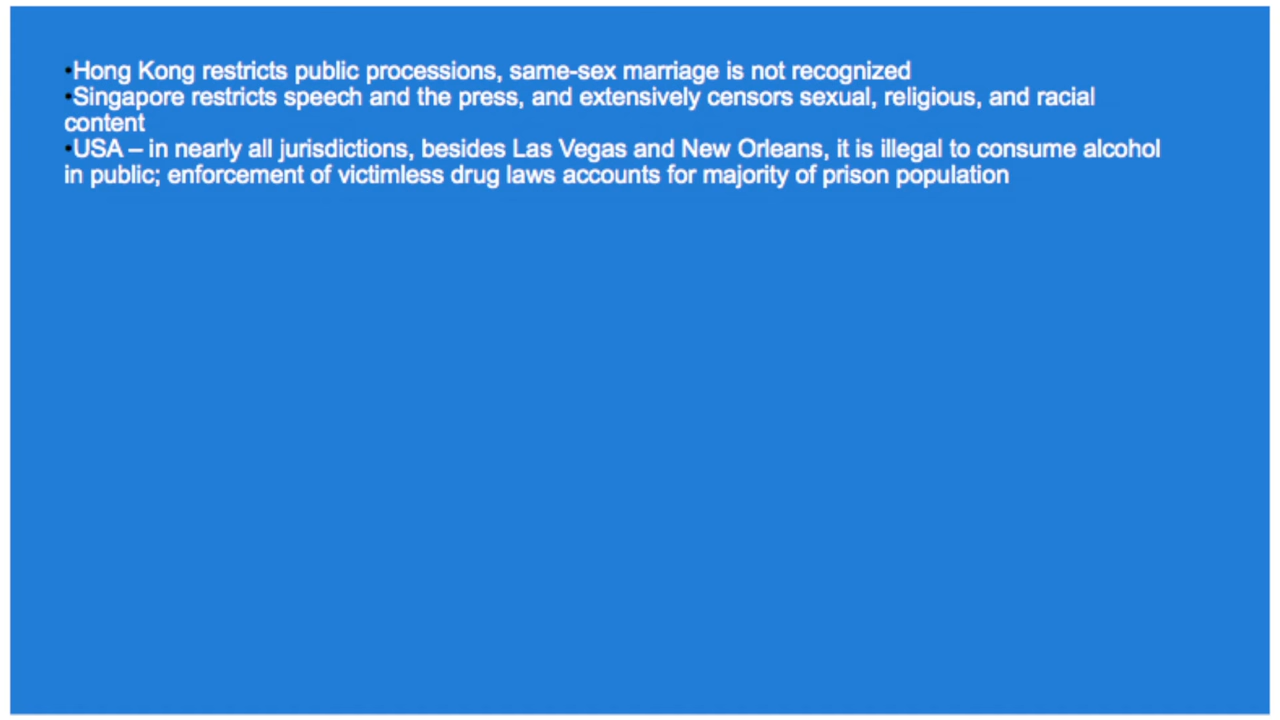 •Hong Kong restricts public processions, same-sex marriage is not recognized
•Singapore restricts speech and the press, and extensively censors sexual, religious, and racial
content
•USA – in nearly all jurisdictions, besides Las Vegas and New Orleans, it is illegal to consume alcohol
in public; enforcement of victimless drug laws accounts for majority of prison population